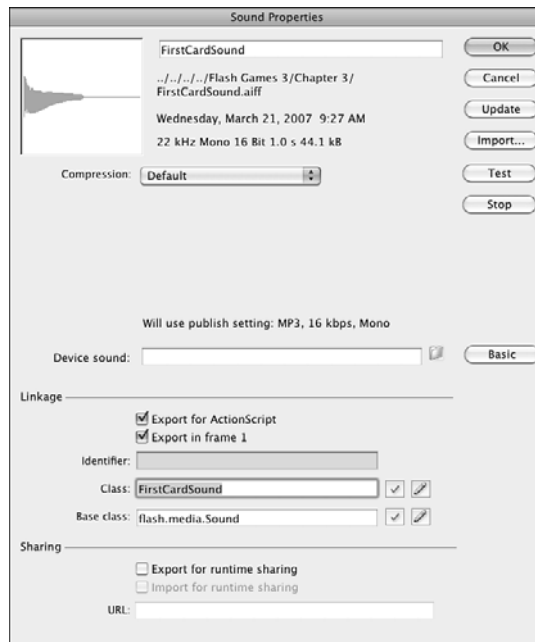 Sound Properties
FirstCardSound
OK
../../../../Flash Games 3/Chapter 3/
FirstCardSound.aiff
Cancel
Wednesday, March 21, 2007 9:27 AM
Update
22 kHz Mono 16 Bit 1.0 s 44.1 kB
Import...
Compression: Default
Test
Stop
Will use publish setting: MP3, 16 kbps, Mono
Device sound:
Basic
Linkage
Export for ActionScript
Export in frame 1
Identifier:
Class: FirstCardSound
Base class: flash.media.Sound
Sharing
Export for runtime sharing
Import for runtime sharing
URL: